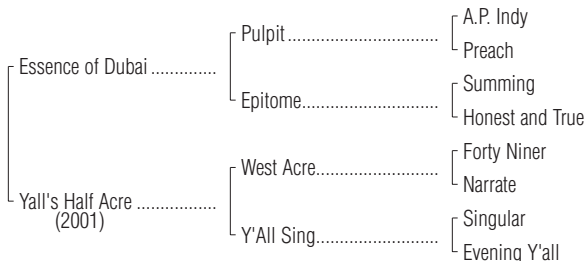 A.P. Indy
Pulpit
Preach
Essence of Dubai
Summing
Epitome
Honest and True
Forty Niner
West Acre
Narrate
Yall's Half Acre
(2001)
Singular
Y'All Sing
Evening Y'all